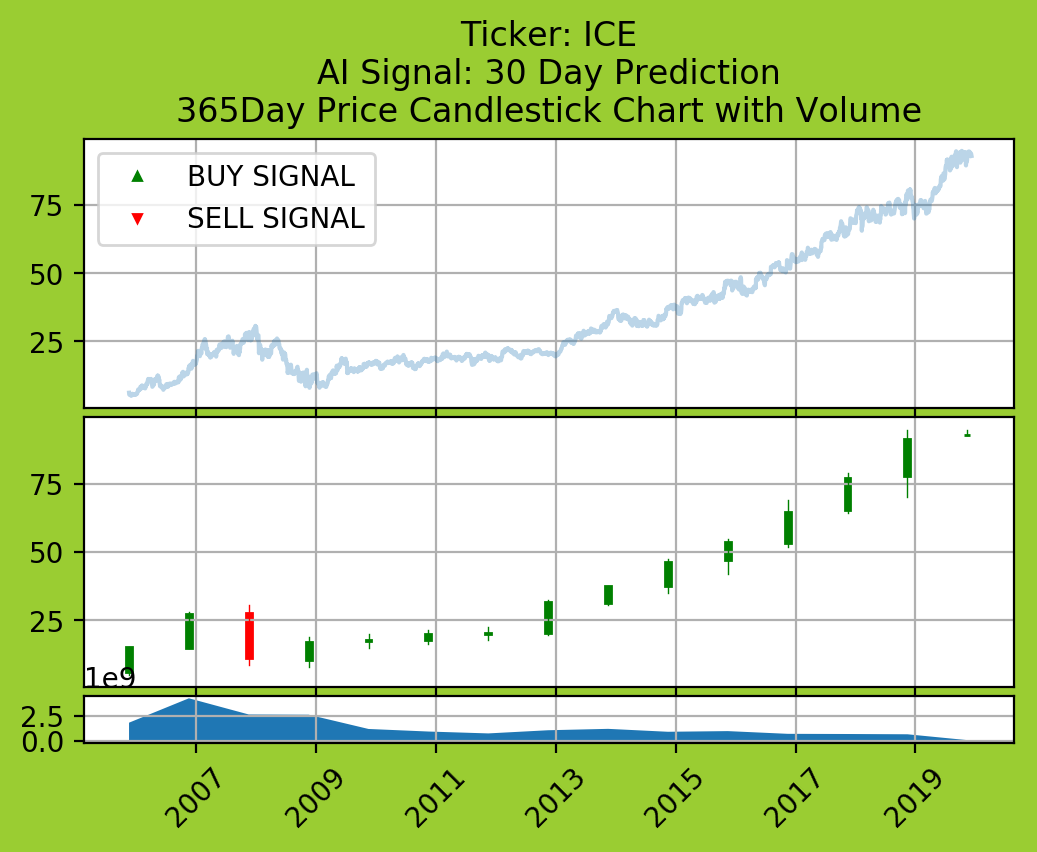 Ticker: ICE
AI Signal: 30 Day Prediction
365Day Price Candlestick Chart with Volume
BUY SIGNAL
SELL SIGNAL
75
50
25
75
50
25
1e9
2.5
0.0
2007
2009
2011
2013
2015
2017
2019